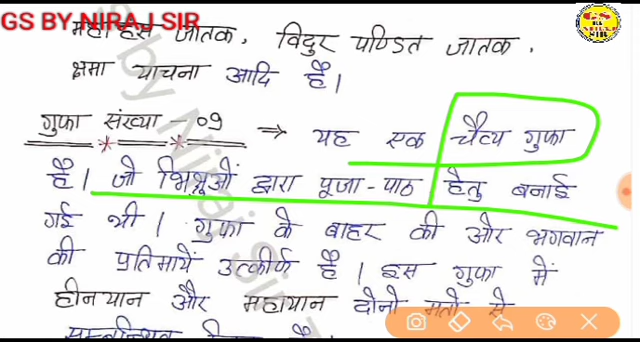 GS BY NIRAJ SIR
महाहंस जातक, विदुर पण्डित जातक,
क्षमा याचना आदि है।
गुफा संख्या - 09 ⇒ यह एक चैत्य गुफा
है। जो भिक्षुओं द्वारा पूजा-पाठ हेतु बनाई
गई थी। गुफा के बाहर की ओर भगवान
की प्रतिमायें उत्कीर्ण है। इस गुफा में
हीनयान और महायान दोनो मतो से